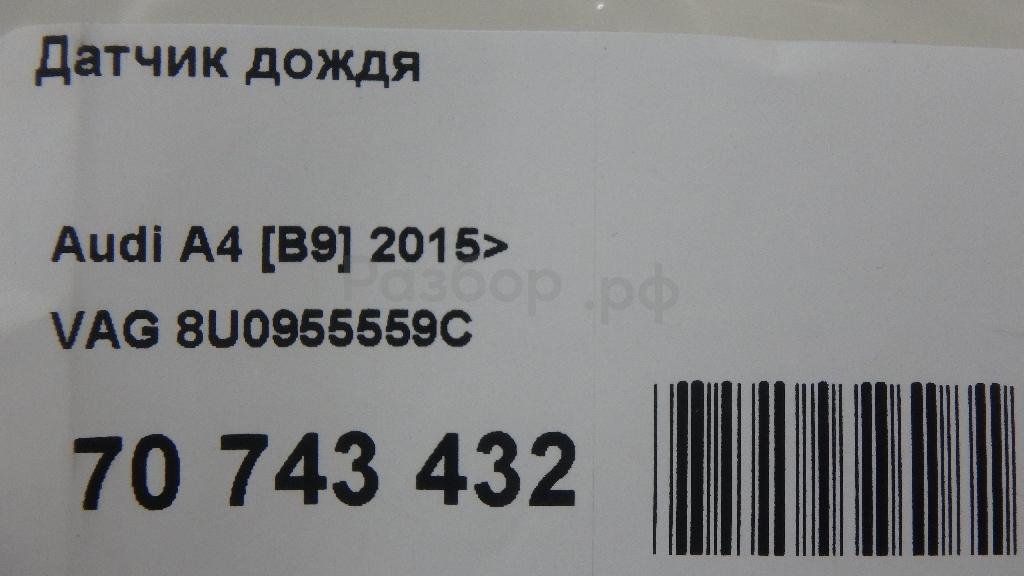 Датчик дождя
Audi A4 [B9] 2015>
Разбор.рф
VAG 8U0955559C
70 743 432